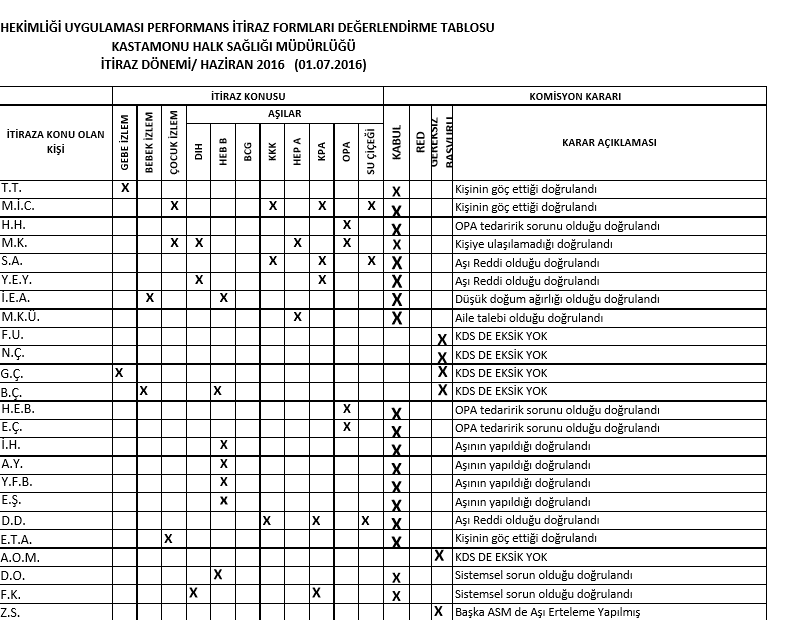 HEKİMLİĞİ UYGULAMASI PERFORMANS İTİRAZ FORMLARI DEĞERLENDİRME TABLOSU
KASTAMONU HALK SAĞLIĞI MÜDÜRLÜĞÜ
İTİRAZ DÖNEMİ/ HAZİRAN 2016 (01.07.2016)
İTİRAZ KONUSU KOMİSYON KARARI
İTİRAZA KONU OLAN KİŞİ GEBE İZLEM BEBEK İZLEM ÇOCUK İZLEM AŞILAR KABUL RED GEREKSİZ BAŞVURU KARAR AÇIKLAMASI
DIH HEB B BCG KKK HEP A KPA OPA SU ÇİÇEĞİ
T.T. X X Kişinin göç ettiği doğrulandı
M.İ.C. X X X X X Kişinin göç ettiği doğrulandı
H.H. X X OPA tedaririk sorunu olduğu doğrulandı
M.K. X X X X X Kişiye ulaşılamadığı doğrulandı
S.A. X X X X Aşı Reddi olduğu doğrulandı
Y.E.Y. X X X Aşı Reddi olduğu doğrulandı
İ.E.A. X X X Düşük doğum ağırlığı olduğu doğrulandı
M.K.Ü. X X Aile talebi olduğu doğrulandı
F.U. X KDS DE EKSİK YOK
N.Ç. X KDS DE EKSİK YOK
G.Ç. X X KDS DE EKSİK YOK
B.Ç. X X X KDS DE EKSİK YOK
H.E.B. X X OPA tedaririk sorunu olduğu doğrulandı
E.Ç. X X OPA tedaririk sorunu olduğu doğrulandı
İ.H. X X Aşının yapıldığı doğrulandı
A.Y. X X Aşının yapıldığı doğrulandı
Y.F.B. X X Aşının yapıldığı doğrulandı
E.Ş. X X Aşının yapıldığı doğrulandı
D.D. X X X X Aşı Reddi olduğu doğrulandı
E.T.A. X X Kişinin göç ettiği doğrulandı
A.O.M. X KDS DE EKSİK YOK
D.O. X X Sistemsel sorun olduğu doğrulandı
F.K. X X X Sistemsel sorun olduğu doğrulandı
Z.S. X Başka ASM de Aşı Erteleme Yapılmış